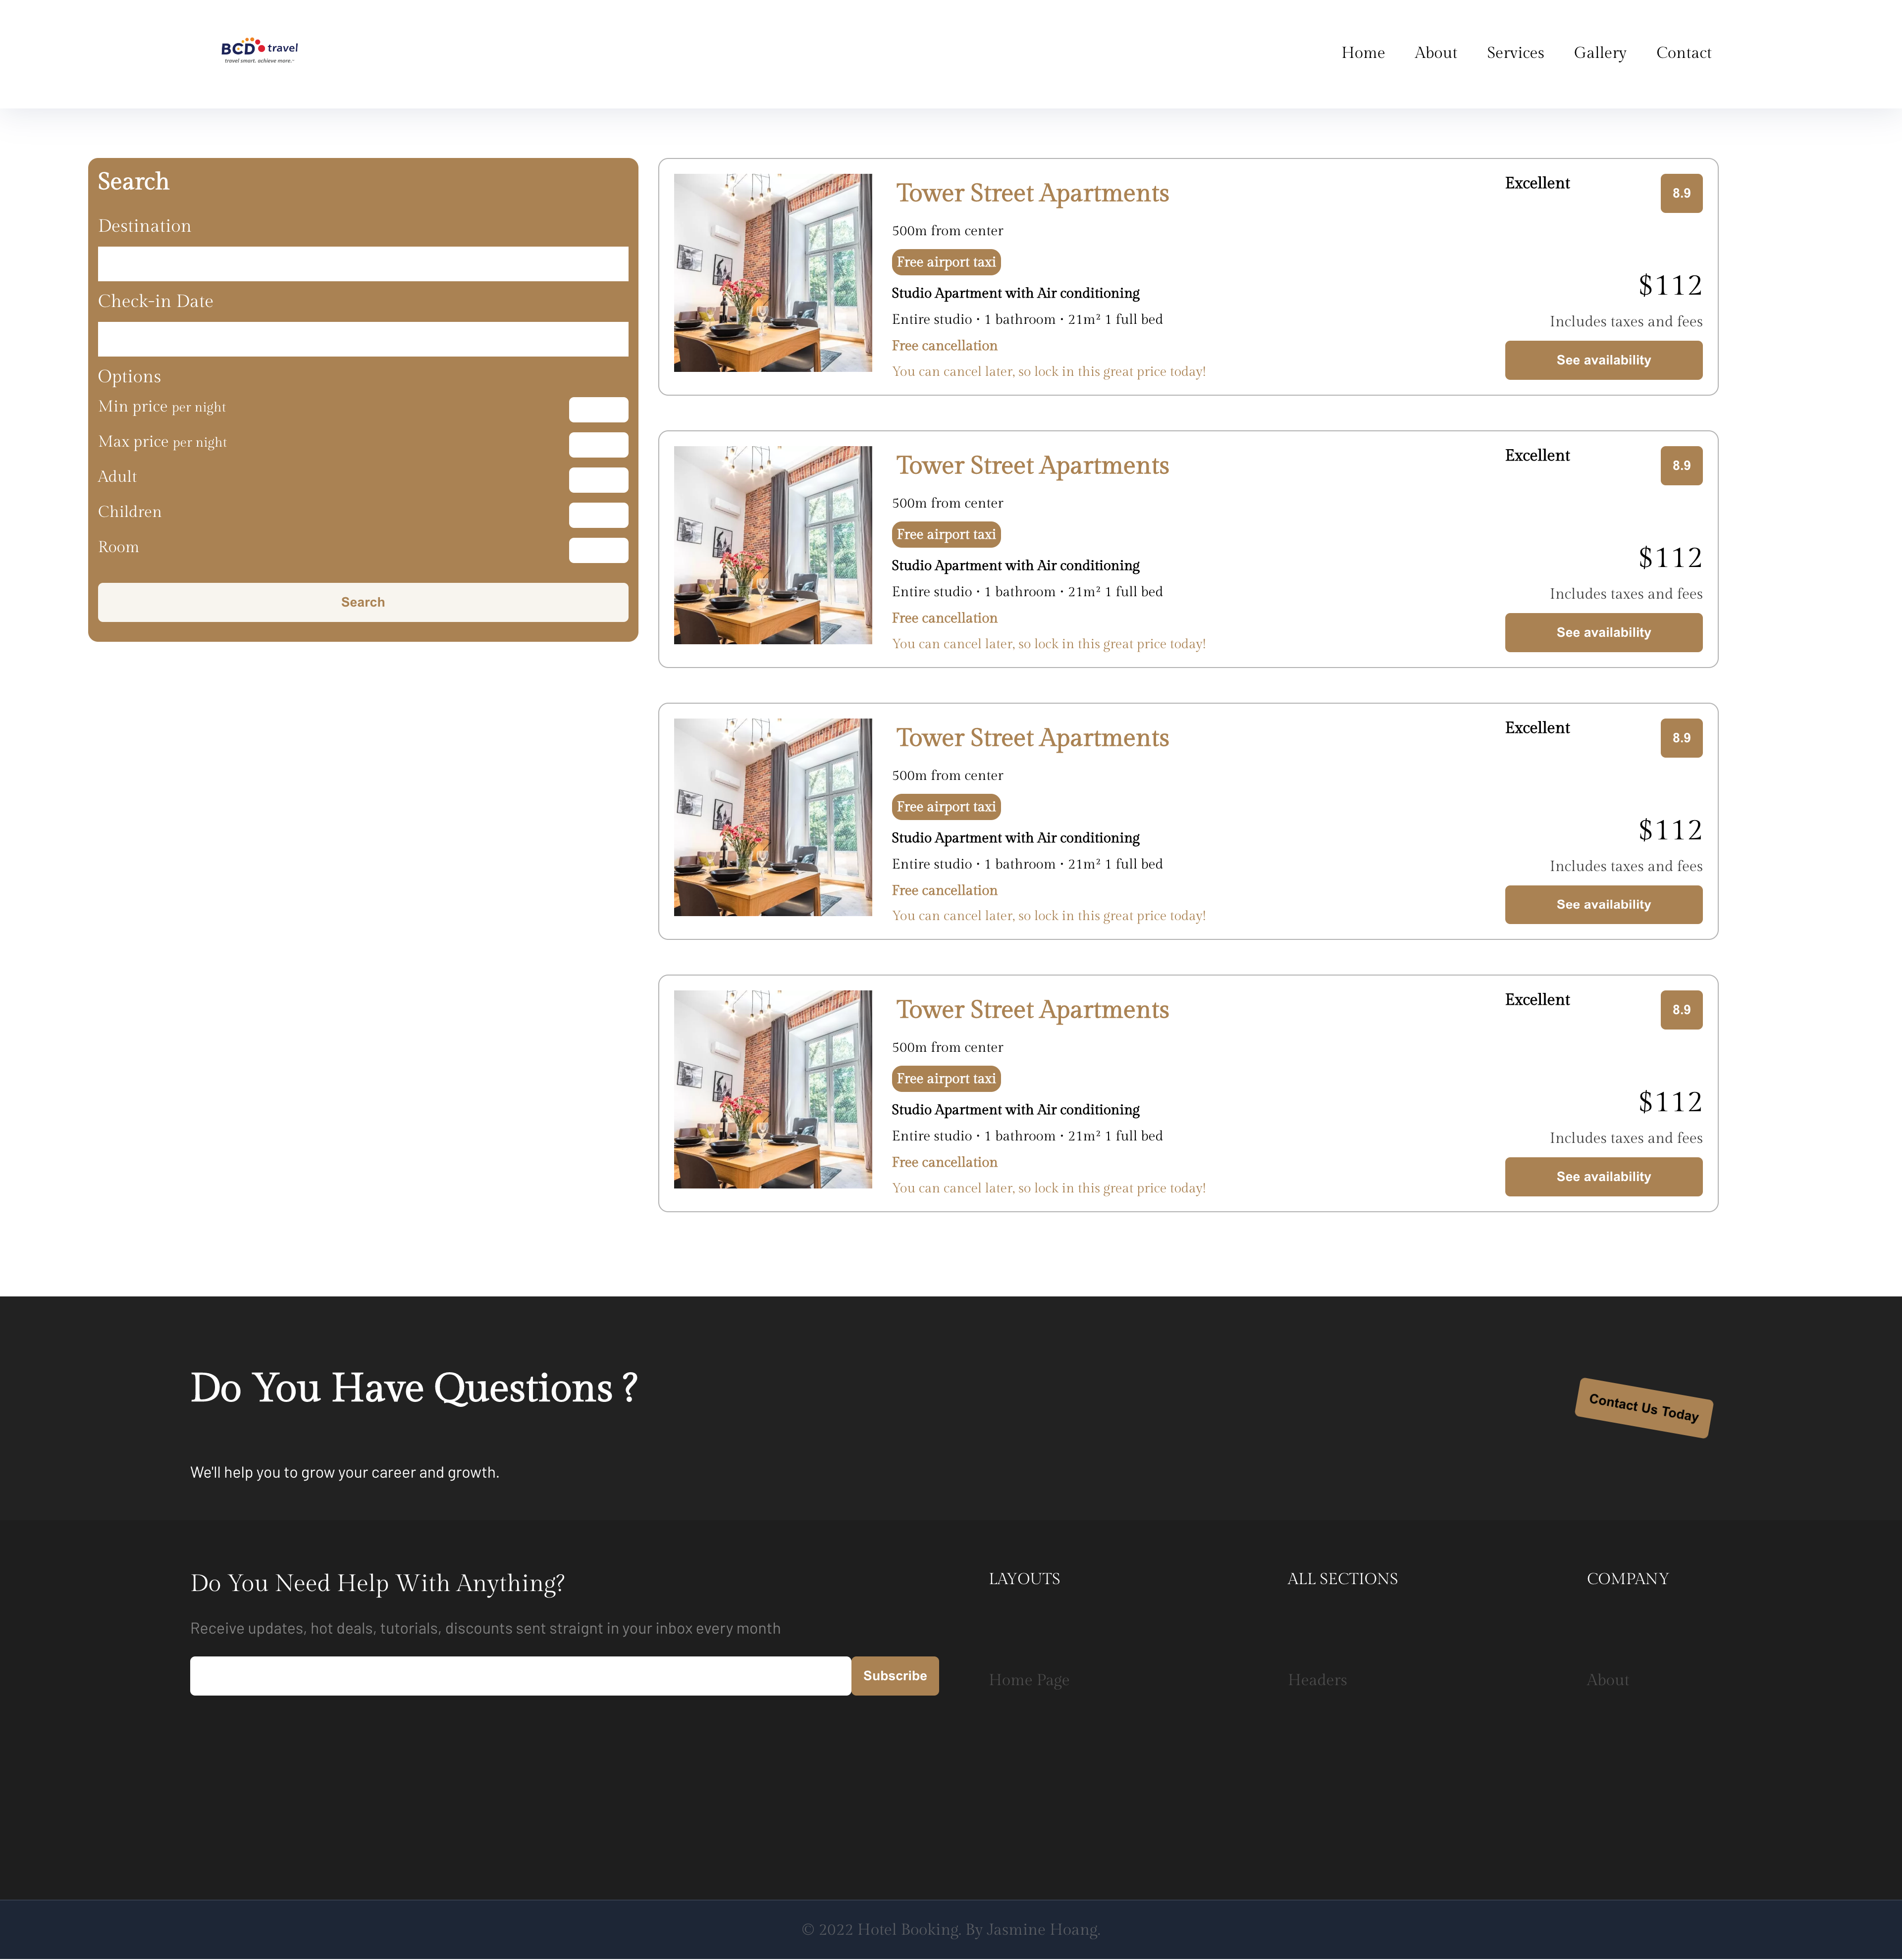 BCD travel
travel smart. achieve more.™
Home About Services Gallery Contact
Search
Destination
Check-in Date
Options
Min price per night
Max price per night
Adult
Children
Room
Search
Tower Street Apartments
500m from center
Free airport taxi
Studio Apartment with Air conditioning
Entire studio • 1 bathroom • 21m² 1 full bed
Free cancellation
You can cancel later, so lock in this great price today!
Excellent 8.9
$112
Includes taxes and fees
See availability
Tower Street Apartments
500m from center
Free airport taxi
Studio Apartment with Air conditioning
Entire studio • 1 bathroom • 21m² 1 full bed
Free cancellation
You can cancel later, so lock in this great price today!
Excellent 8.9
$112
Includes taxes and fees
See availability
Tower Street Apartments
500m from center
Free airport taxi
Studio Apartment with Air conditioning
Entire studio • 1 bathroom • 21m² 1 full bed
Free cancellation
You can cancel later, so lock in this great price today!
Excellent 8.9
$112
Includes taxes and fees
See availability
Tower Street Apartments
500m from center
Free airport taxi
Studio Apartment with Air conditioning
Entire studio • 1 bathroom • 21m² 1 full bed
Free cancellation
You can cancel later, so lock in this great price today!
Excellent 8.9
$112
Includes taxes and fees
See availability
Do You Have Questions ?
Contact Us Today
We'll help you to grow your career and growth.
Do You Need Help With Anything?
Receive updates, hot deals, tutorials, discounts sent straignt in your inbox every month
Subscribe
LAYOUTS
Home Page
ALL SECTIONS
Headers
COMPANY
About
© 2022 Hotel Booking. By Jasmine Hoang.